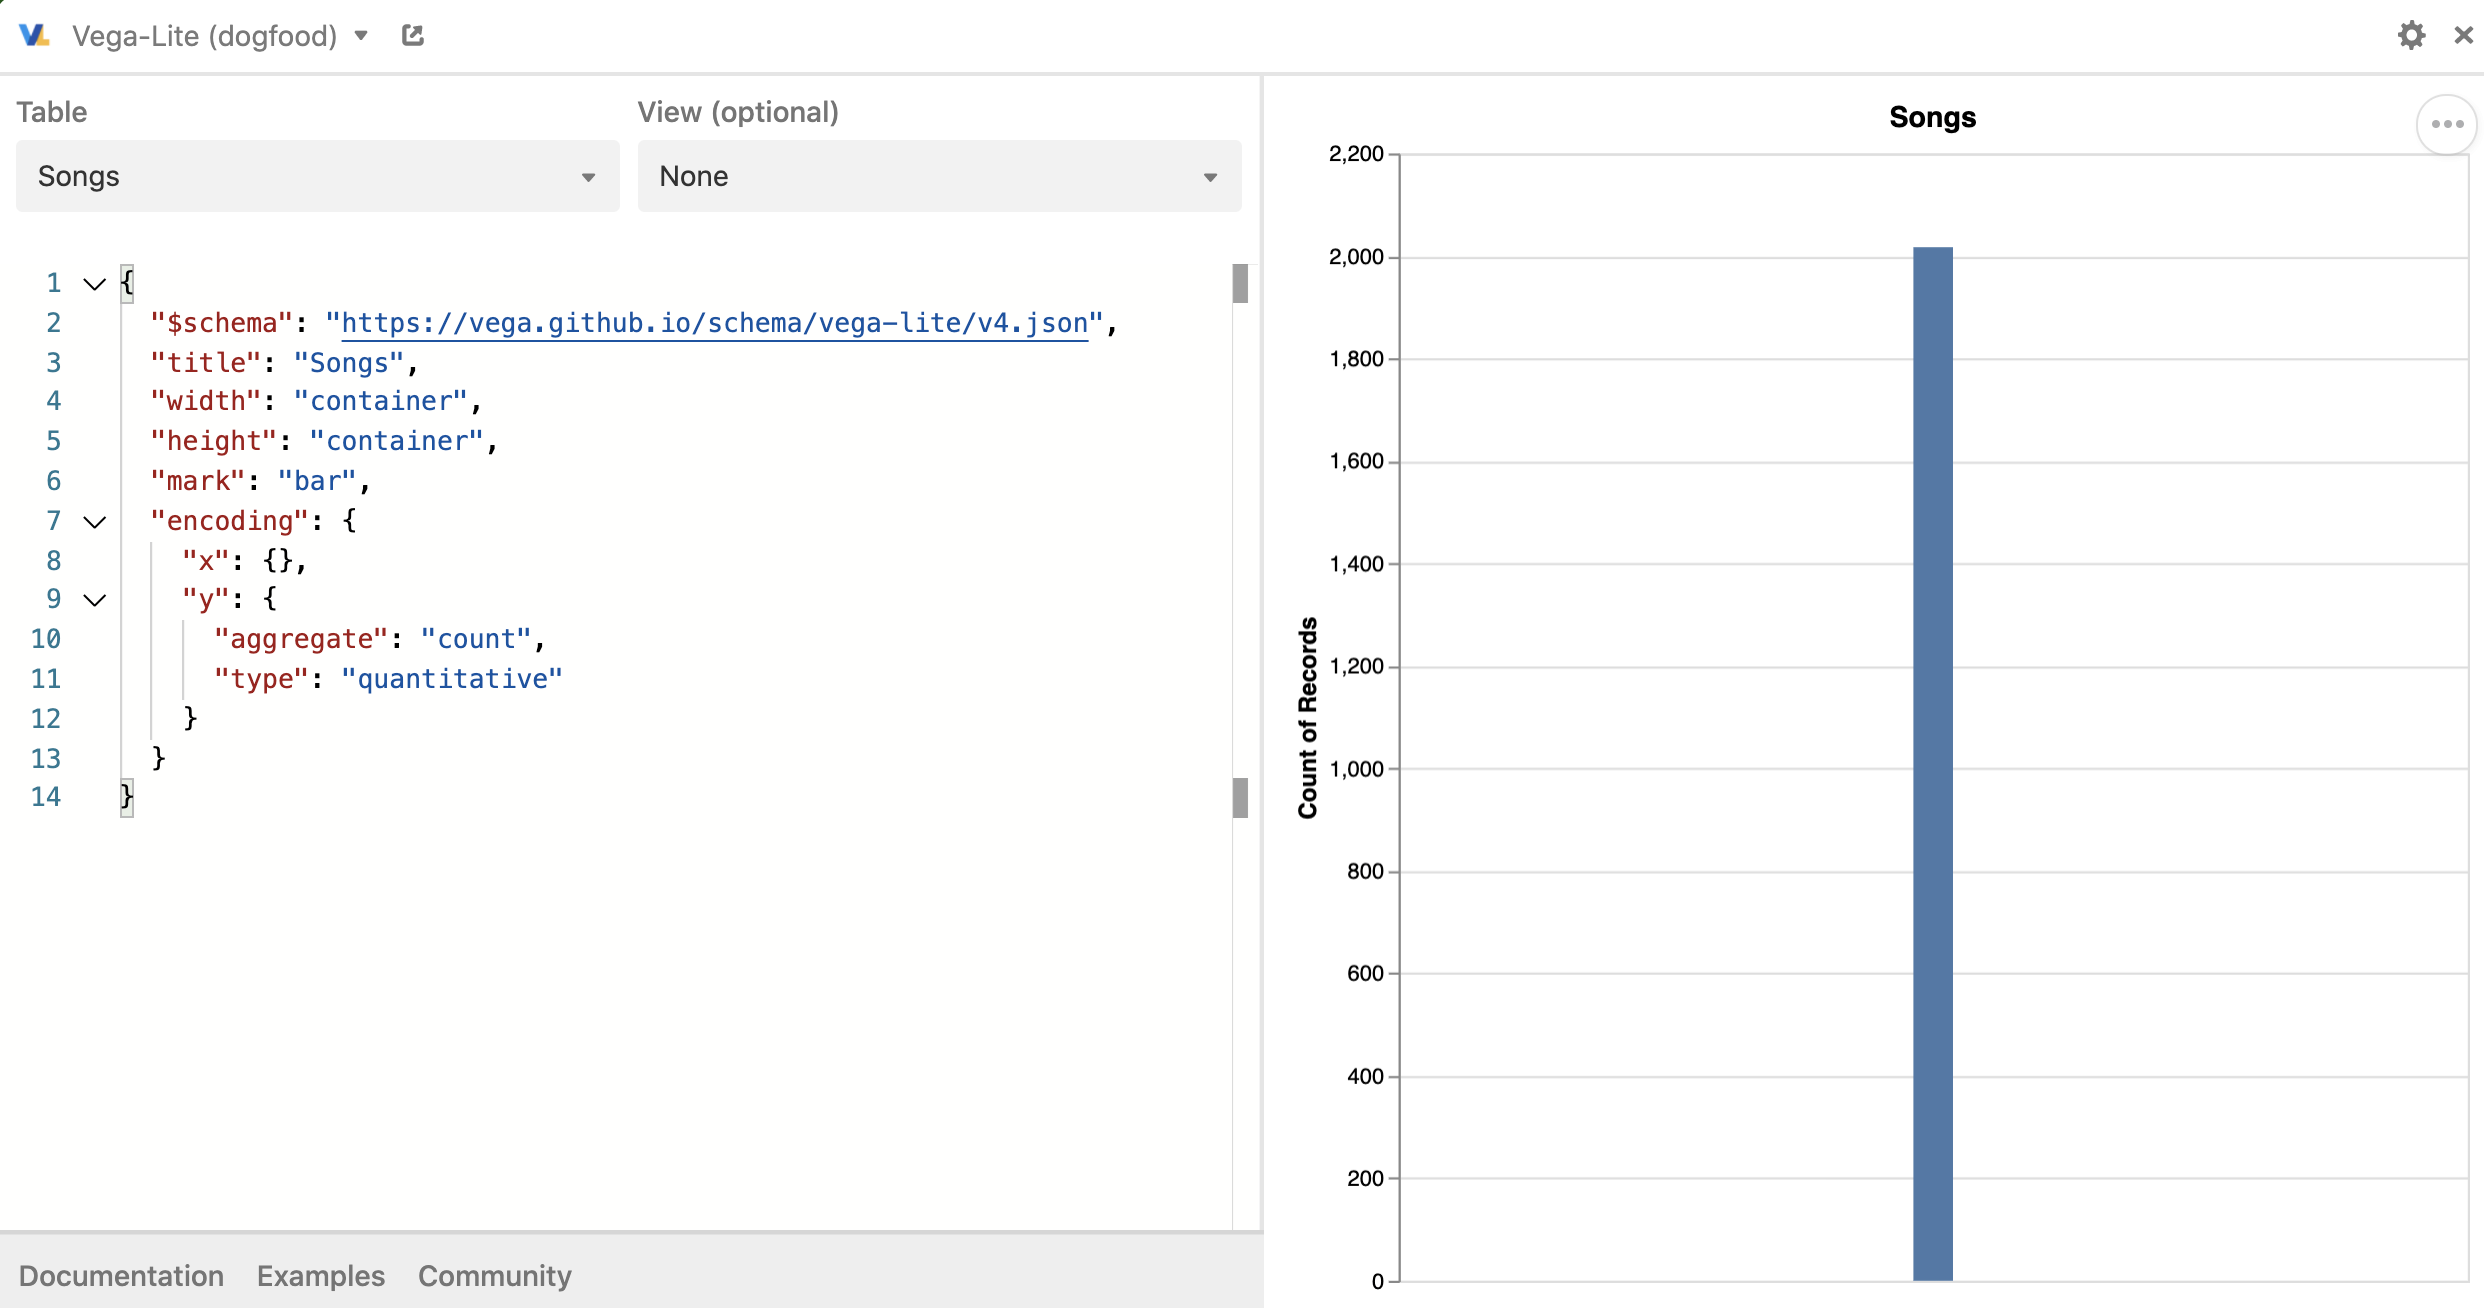 VL Vega-Lite (dogfood)
Table
Songs
View (optional)
None
1 {
2 "$schema": "https://vega.github.io/schema/vega-lite/v4.json",
3 "title": "Songs",
4 "width": "container",
5 "height": "container",
6 "mark": "bar",
7 "encoding": {
8 "x": {},
9 "y": {
10 "aggregate": "count",
11 "type": "quantitative"
12 }
13 }
14 }
Documentation Examples Community
Songs
Count of Records
2,200
2,000
1,800
1,600
1,400
1,200
1,000
800
600
400
200
0